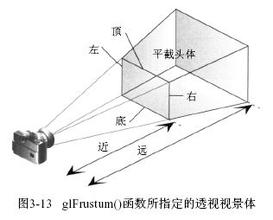 顶
左
平截头体
右
底
近
远
图3-13 glFrustum()函数所指定的透视视景体